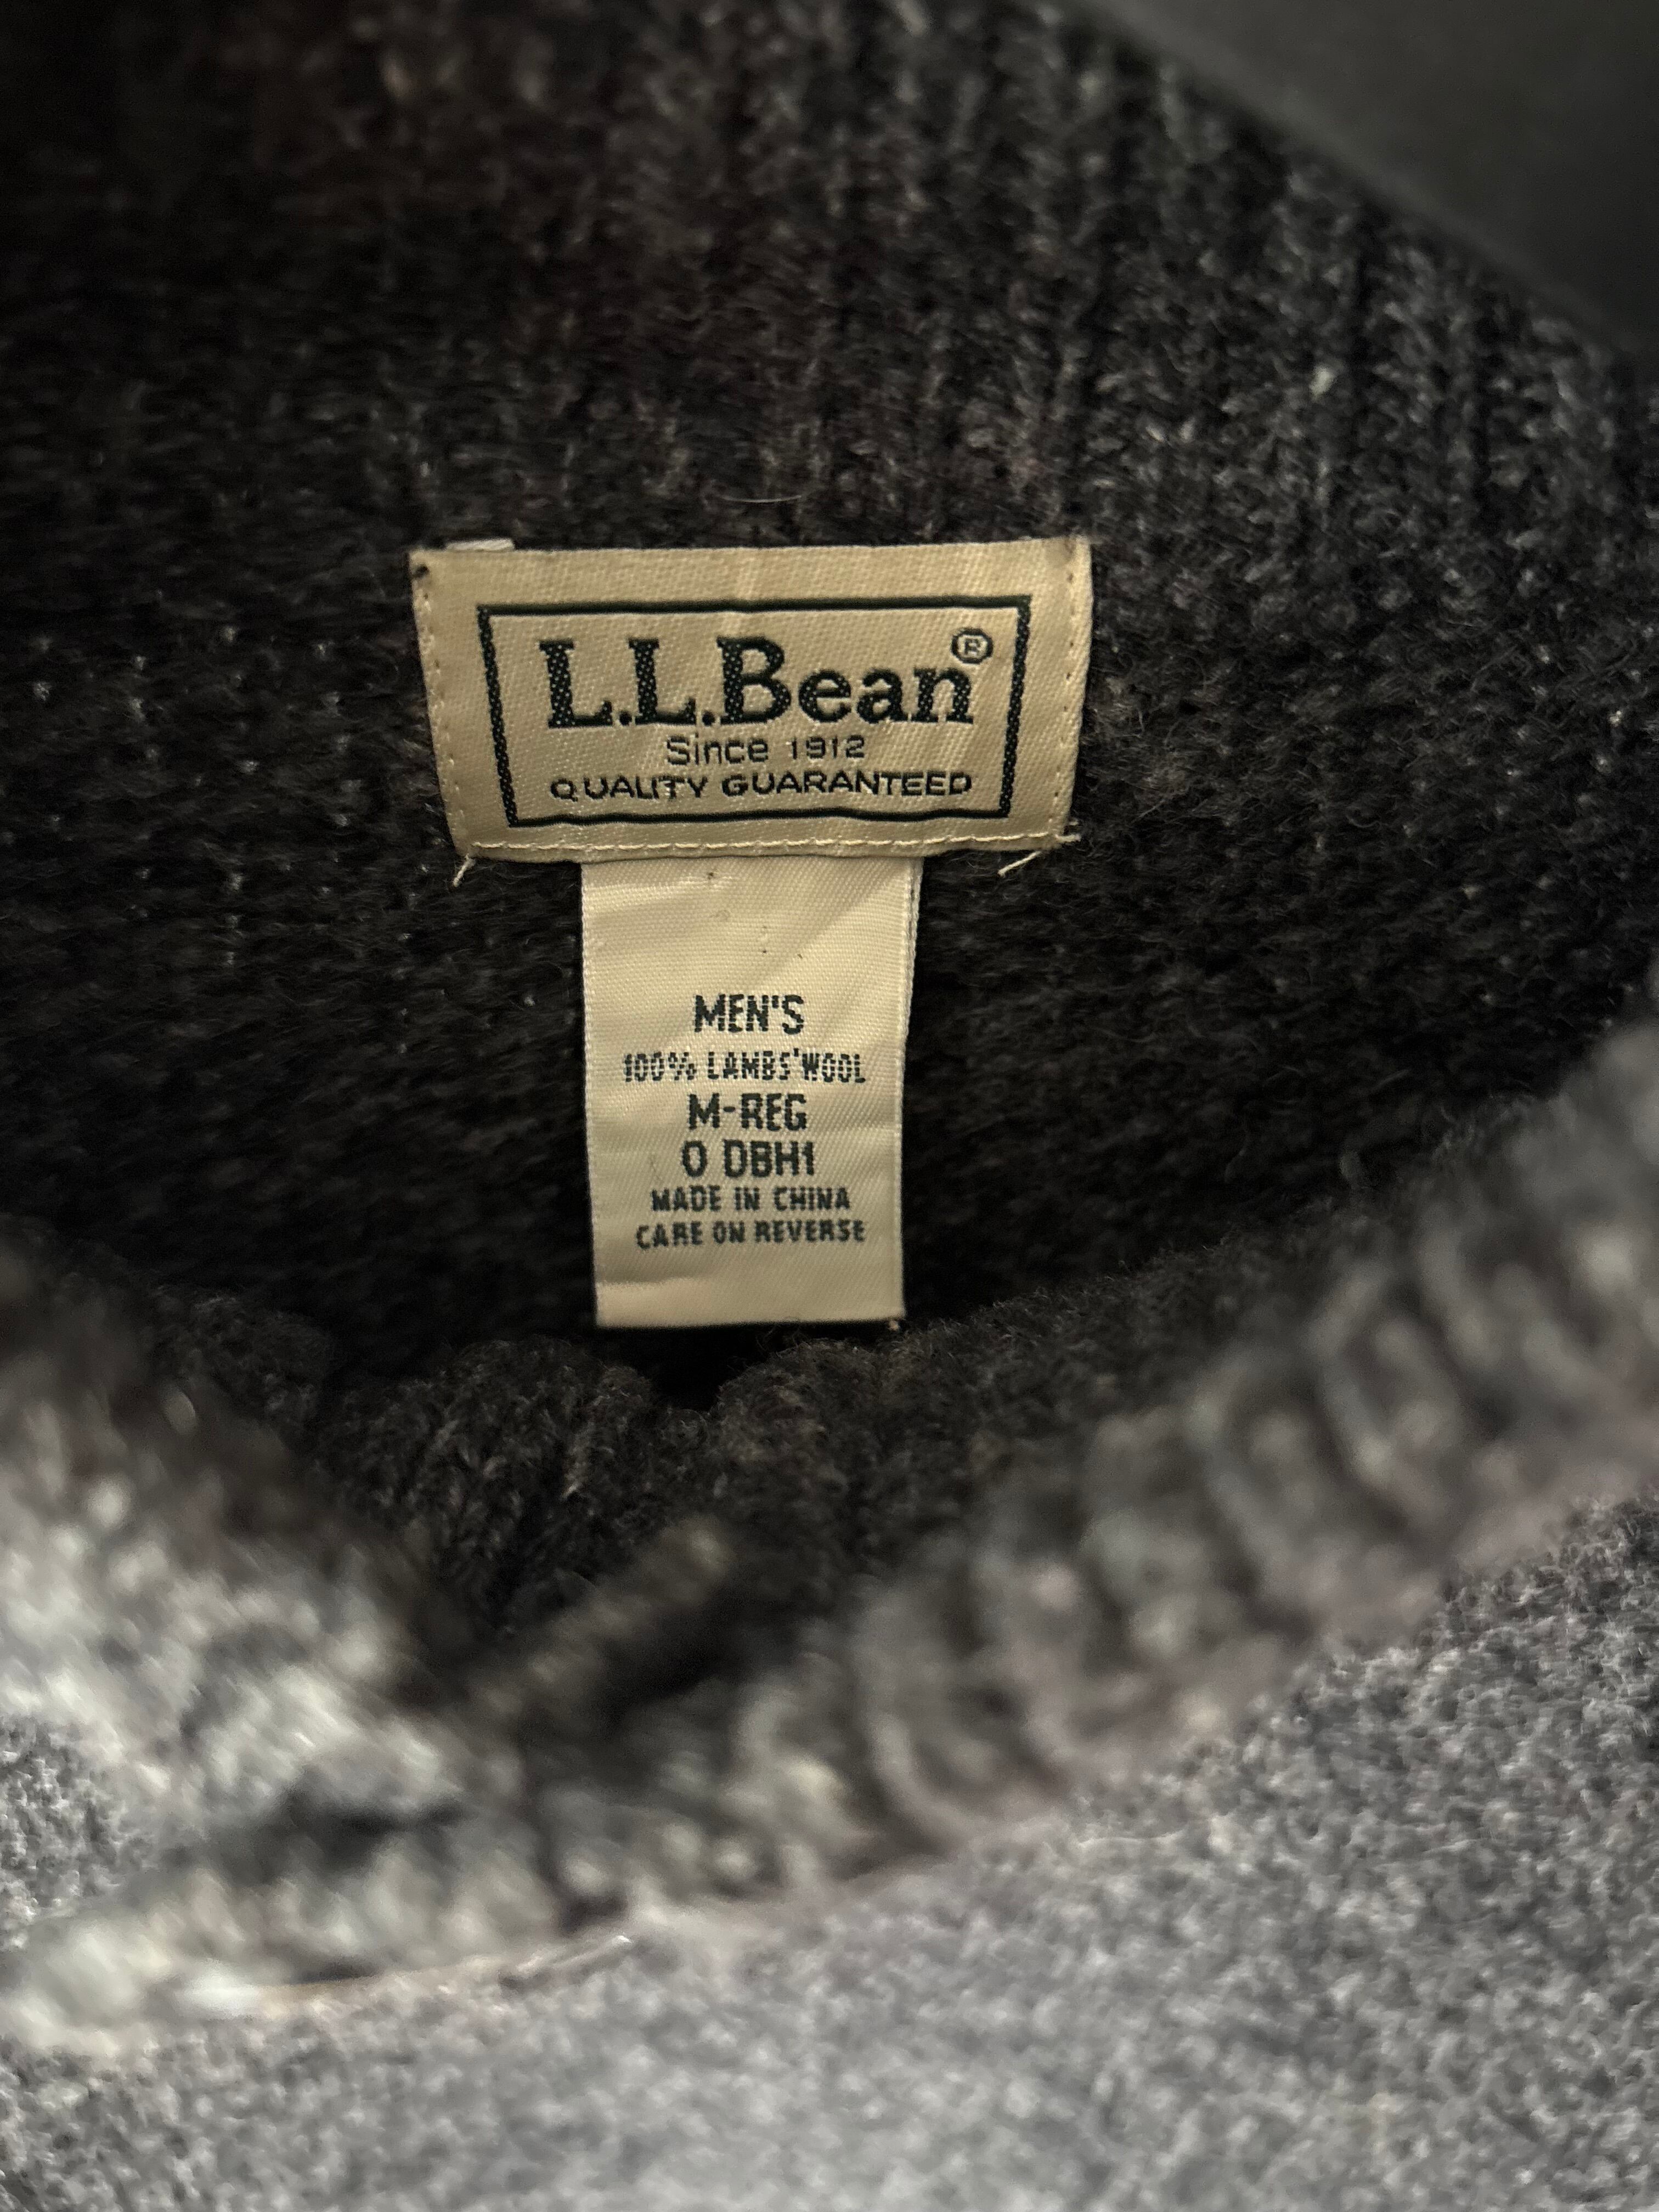 L.L.Bean®
Since 1912
QUALITY GUARANTEED
MEN'S
100% LAMBS'WOOL
M-REG
0 DBH1
MADE IN CHINA
CARE ON REVERSE